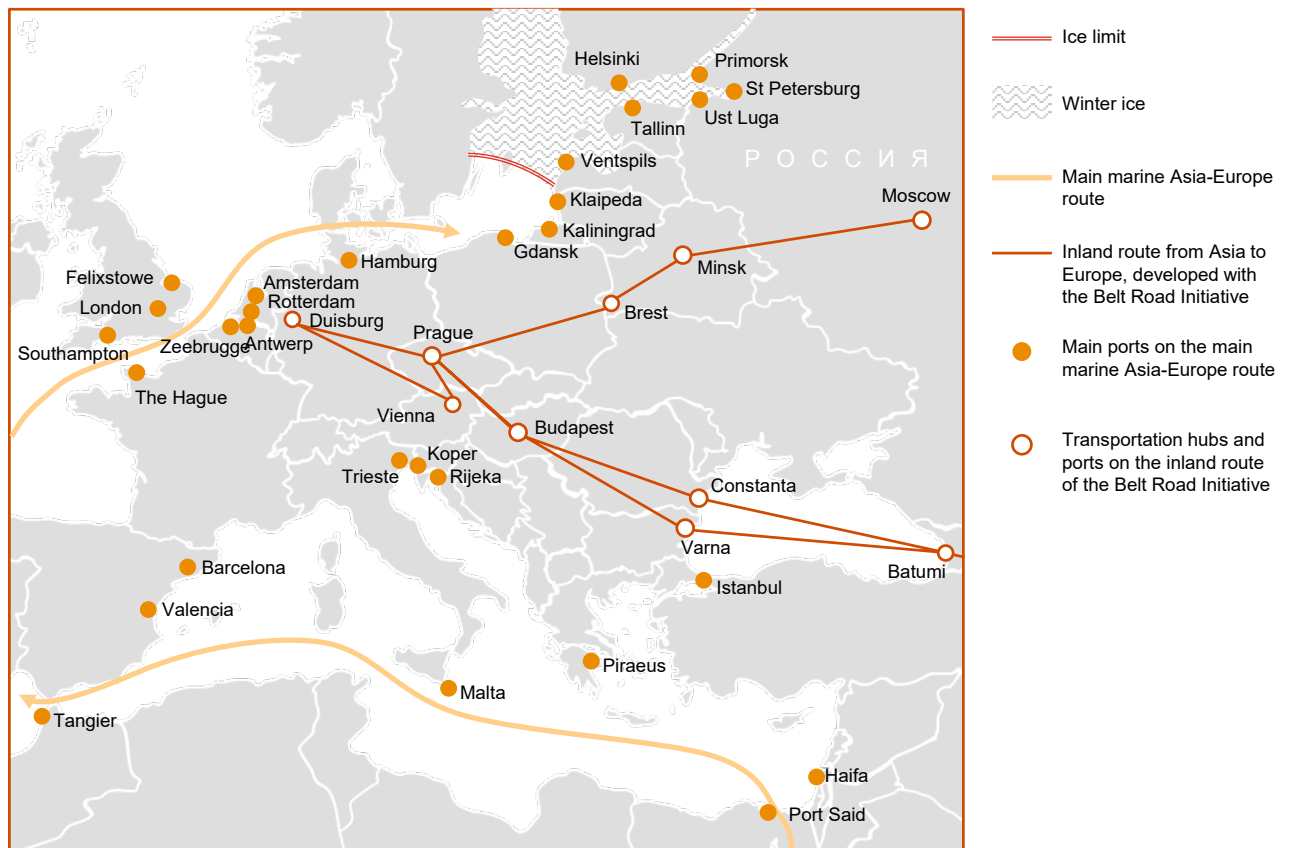 Helsinki
Primorsk
St Petersburg
Ust Luga
Tallinn
РОССИЯ
Ventspils
Moscow
Klaipeda
Kaliningrad
Gdansk
Minsk
Hamburg
Felixstowe
Amsterdam
Rotterdam
London
Duisburg
Brest
Prague
Southampton
Zeebrugge
Antwerp
The Hague
Vienna
Budapest
Koper
Trieste
Rijeka
Constanta
Varna
Barcelona
Batumi
Istanbul
Valencia
Piraeus
Malta
Tangier
Haifa
Port Said
Ice limit
Winter ice
Main marine Asia-Europe
route
Inland route from Asia to
Europe, developed with
the Belt Road Initiative
Main ports on the main
marine Asia-Europe route
Transportation hubs and
ports on the inland route
of the Belt Road Initiative